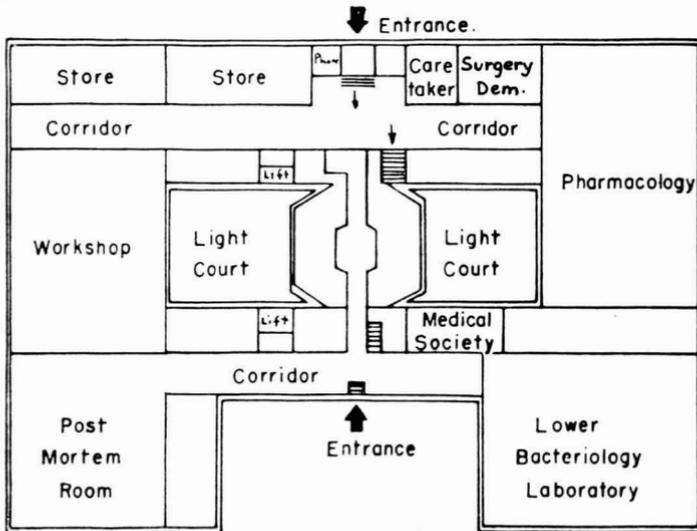 Entrance.
Phone
Store
Store
Care
taker
Surgery
Dem.
Corridor
Corridor
Lift
Pharmacology
Workshop
Light
Court
Light
Court
Lift
Medical
Society
Corridor
Post
Mortem
Room
Entrance
Lower
Bacteriology
Laboratory